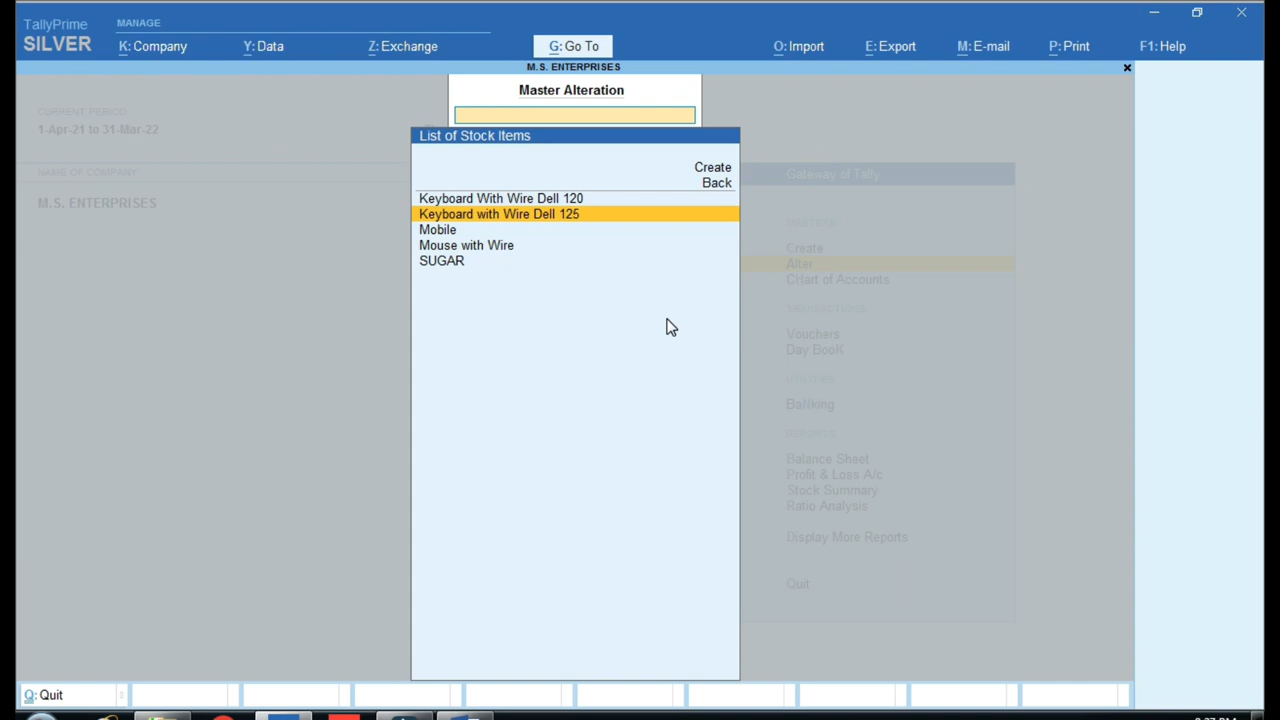 TallyPrime
MANAGE
SILVER
K: Company
Y: Data
Z: Exchange
G: Go To
O: Import
E: Export
M: E-mail
P: Print
F1: Help
M.S. ENTERPRISES
Master Alteration
CURRENT PERIOD
1-Apr-21 to 31-Mar-22
List of Stock Items
Create
Back
NAME OF COMPANY
M.S. ENTERPRISES
Keyboard With Wire Dell 120
Keyboard with Wire Dell 125
Mobile
Mouse with Wire
SUGAR
Gateway of Tally
MASTERS
Create
Alter
CHart of Accounts
TRANSACTIONS
Vouchers
Day BooK
UTILITIES
BaNking
REPORTS
Balance Sheet
Profit & Loss A/c
Stock Summary
Ratio Analysis
Display More Reports
Quit
Q: Quit